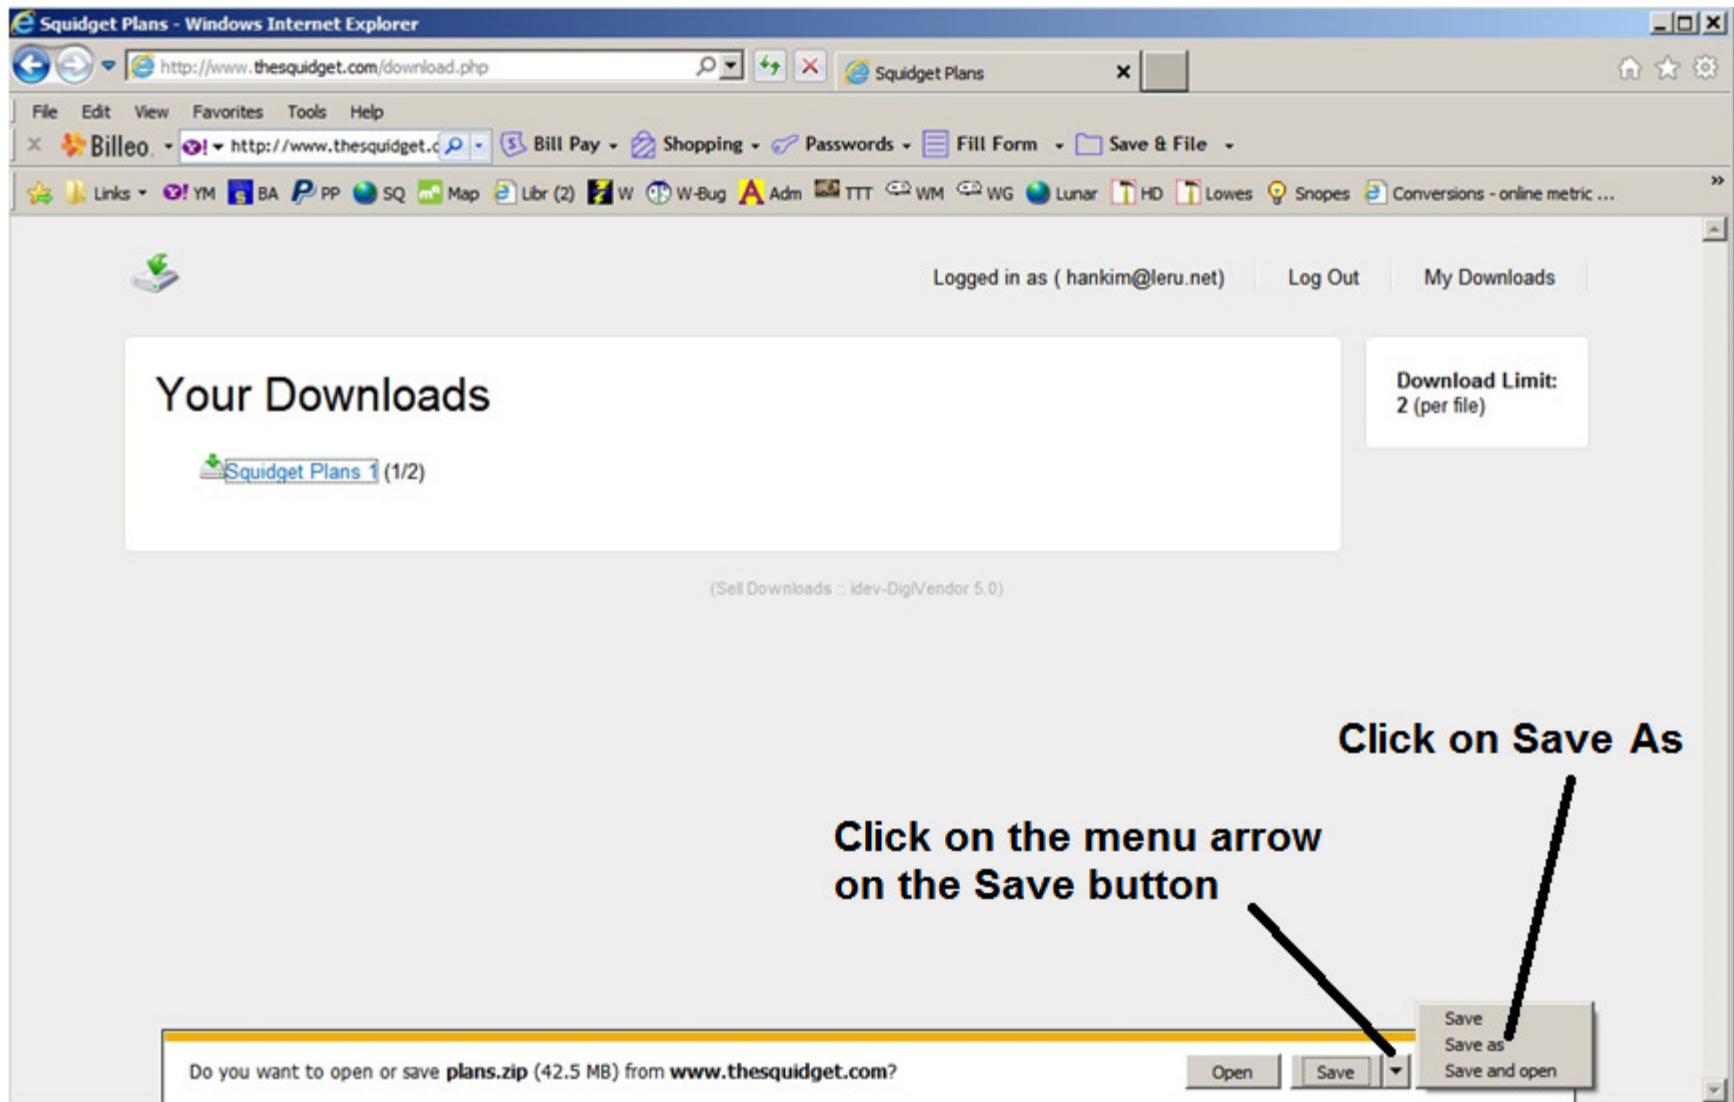 Squidget Plans - Windows Internet Explorer
http://www.thesquidget.com/download.php
Squidget Plans
File Edit View Favorites Tools Help
Billeo. http://www.thesquidget.c Bill Pay Shopping Passwords Fill Form Save & File
Links YM BA PP SQ Map Libr (2) W W-Bug Adm TTT WM WG Lunar HD Lowes Snopes Conversions - online metric ...
Logged in as ( hankim@leru.net) Log Out My Downloads
Your Downloads
Squidget Plans 1 (1/2)
Download Limit:
2 (per file)
(Sell Downloads :: idev-DigiVendor 5.0)
Click on Save As
Click on the menu arrow
on the Save button
Save
Save as
Save and open
Do you want to open or save plans.zip (42.5 MB) from www.thesquidget.com? Open Save